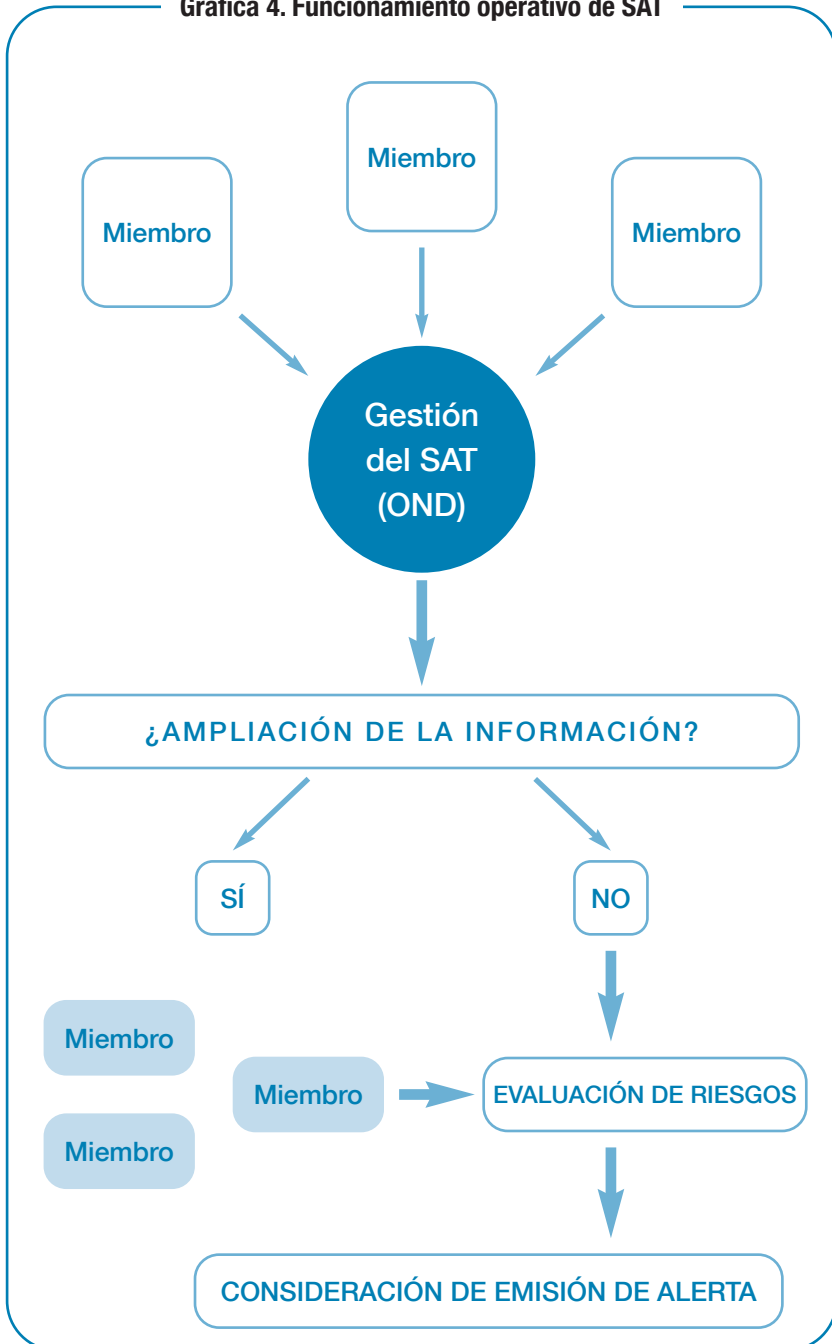 Gráfica 4. Funcionamiento operativo de SAT
Miembro
Miembro
Miembro
Gestión
del SAT
(OND)
¿AMPLIACIÓN DE LA INFORMACIÓN?
SÍ
NO
Miembro
Miembro
Miembro
EVALUACIÓN DE RIESGOS
CONSIDERACIÓN DE EMISIÓN DE ALERTA